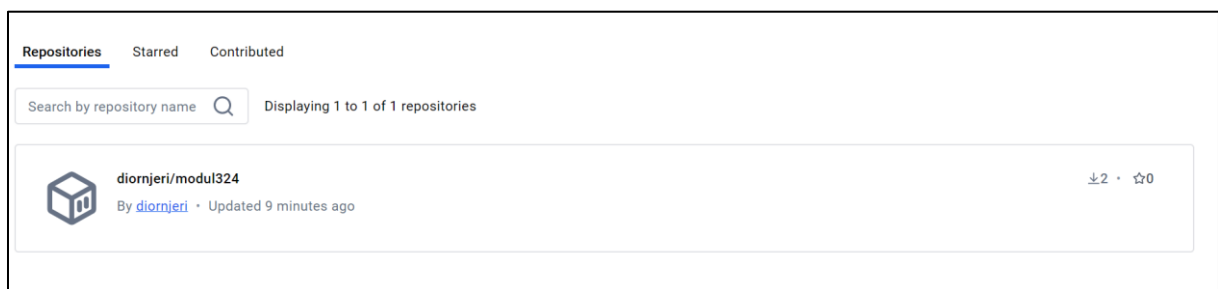 Repositories Starred Contributed
Search by repository name Displaying 1 to 1 of 1 repositories
diornjeri/modul324 2 · 0
By diornjeri • Updated 9 minutes ago